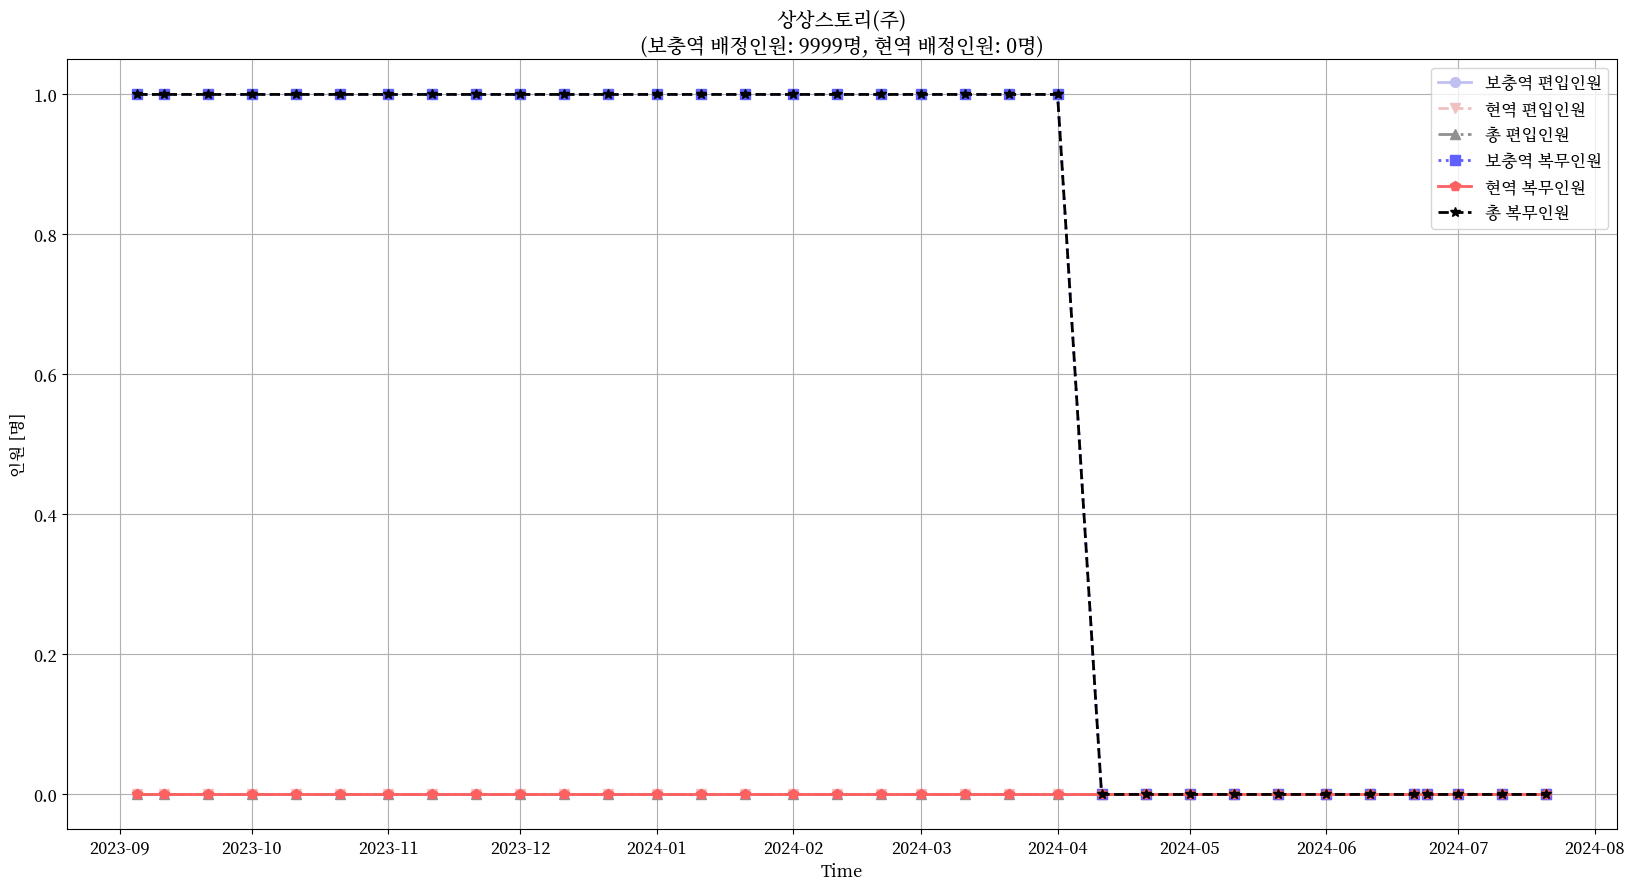 상상스토리(주)
(보충역 배정인원: 9999명, 현역 배정인원: 0명)
보충역 편입인원
현역 편입인원
총 편입인원
보충역 복무인원
현역 복무인원
총 복무인원
인원 [명]
1.0
0.8
0.6
0.4
0.2
0.0
2023-09 2023-10 2023-11 2023-12 2024-01 2024-02 2024-03 2024-04 2024-05 2024-06 2024-07 2024-08
Time